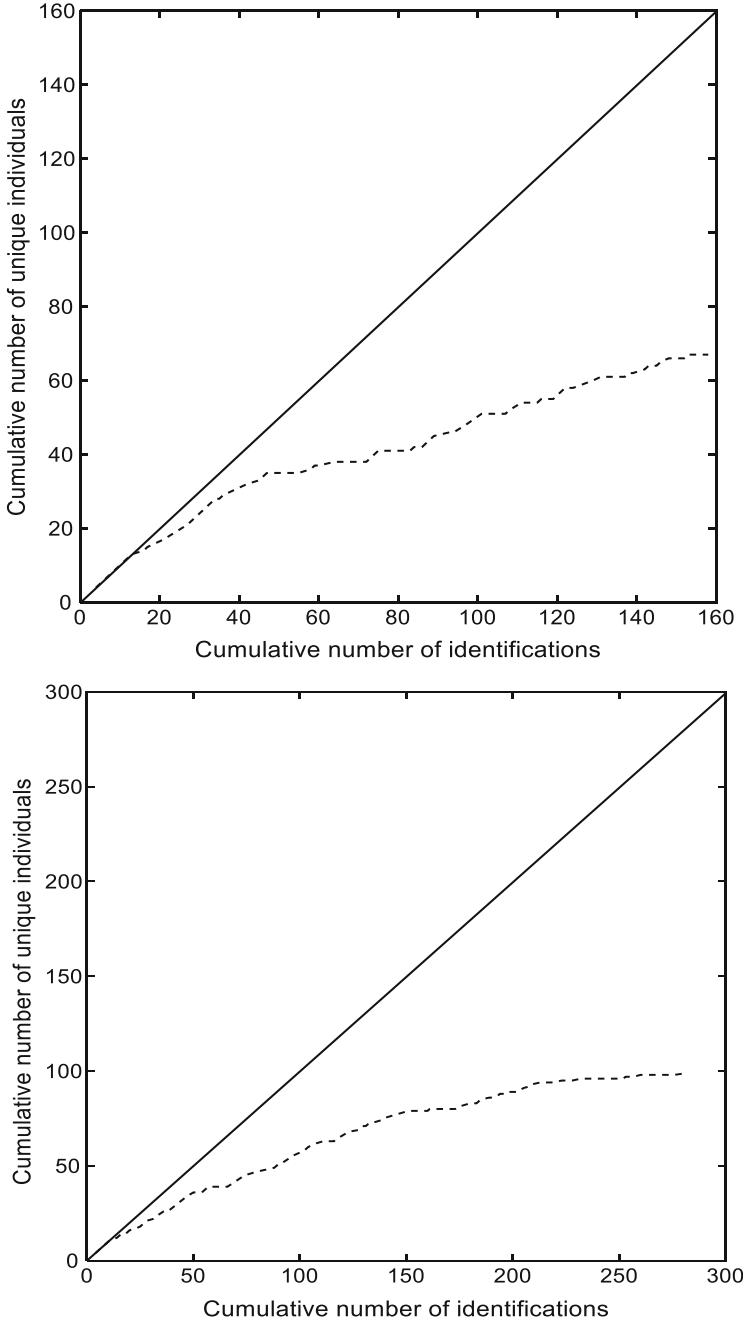 160
140
120
100
80
60
40
20
0
Cumulative number of unique individuals
0 20 40 60 80 100 120 140 160
Cumulative number of identifications
300
250
200
150
100
50
0
Cumulative number of unique individuals
0 50 100 150 200 250 300
Cumulative number of identifications